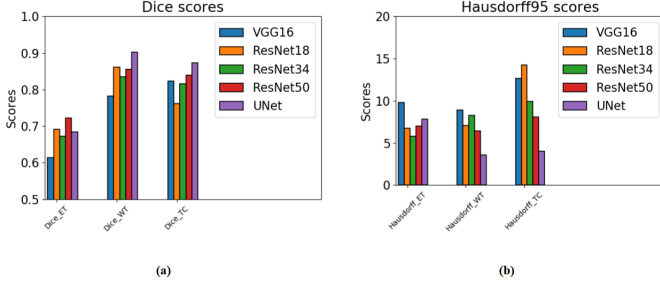 Dice scores
1.0
0.9
0.8
0.7
0.6
0.5
Scores
VGG16
ResNet18
ResNet34
ResNet50
UNet
Dice_ET
Dice_WT
Dice_TC
(a)
Hausdorff95 scores
20
15
10
5
0
Scores
VGG16
ResNet18
ResNet34
ResNet50
UNet
Hausdorff_ET
Hausdorff_WT
Hausdorff_TC
(b)